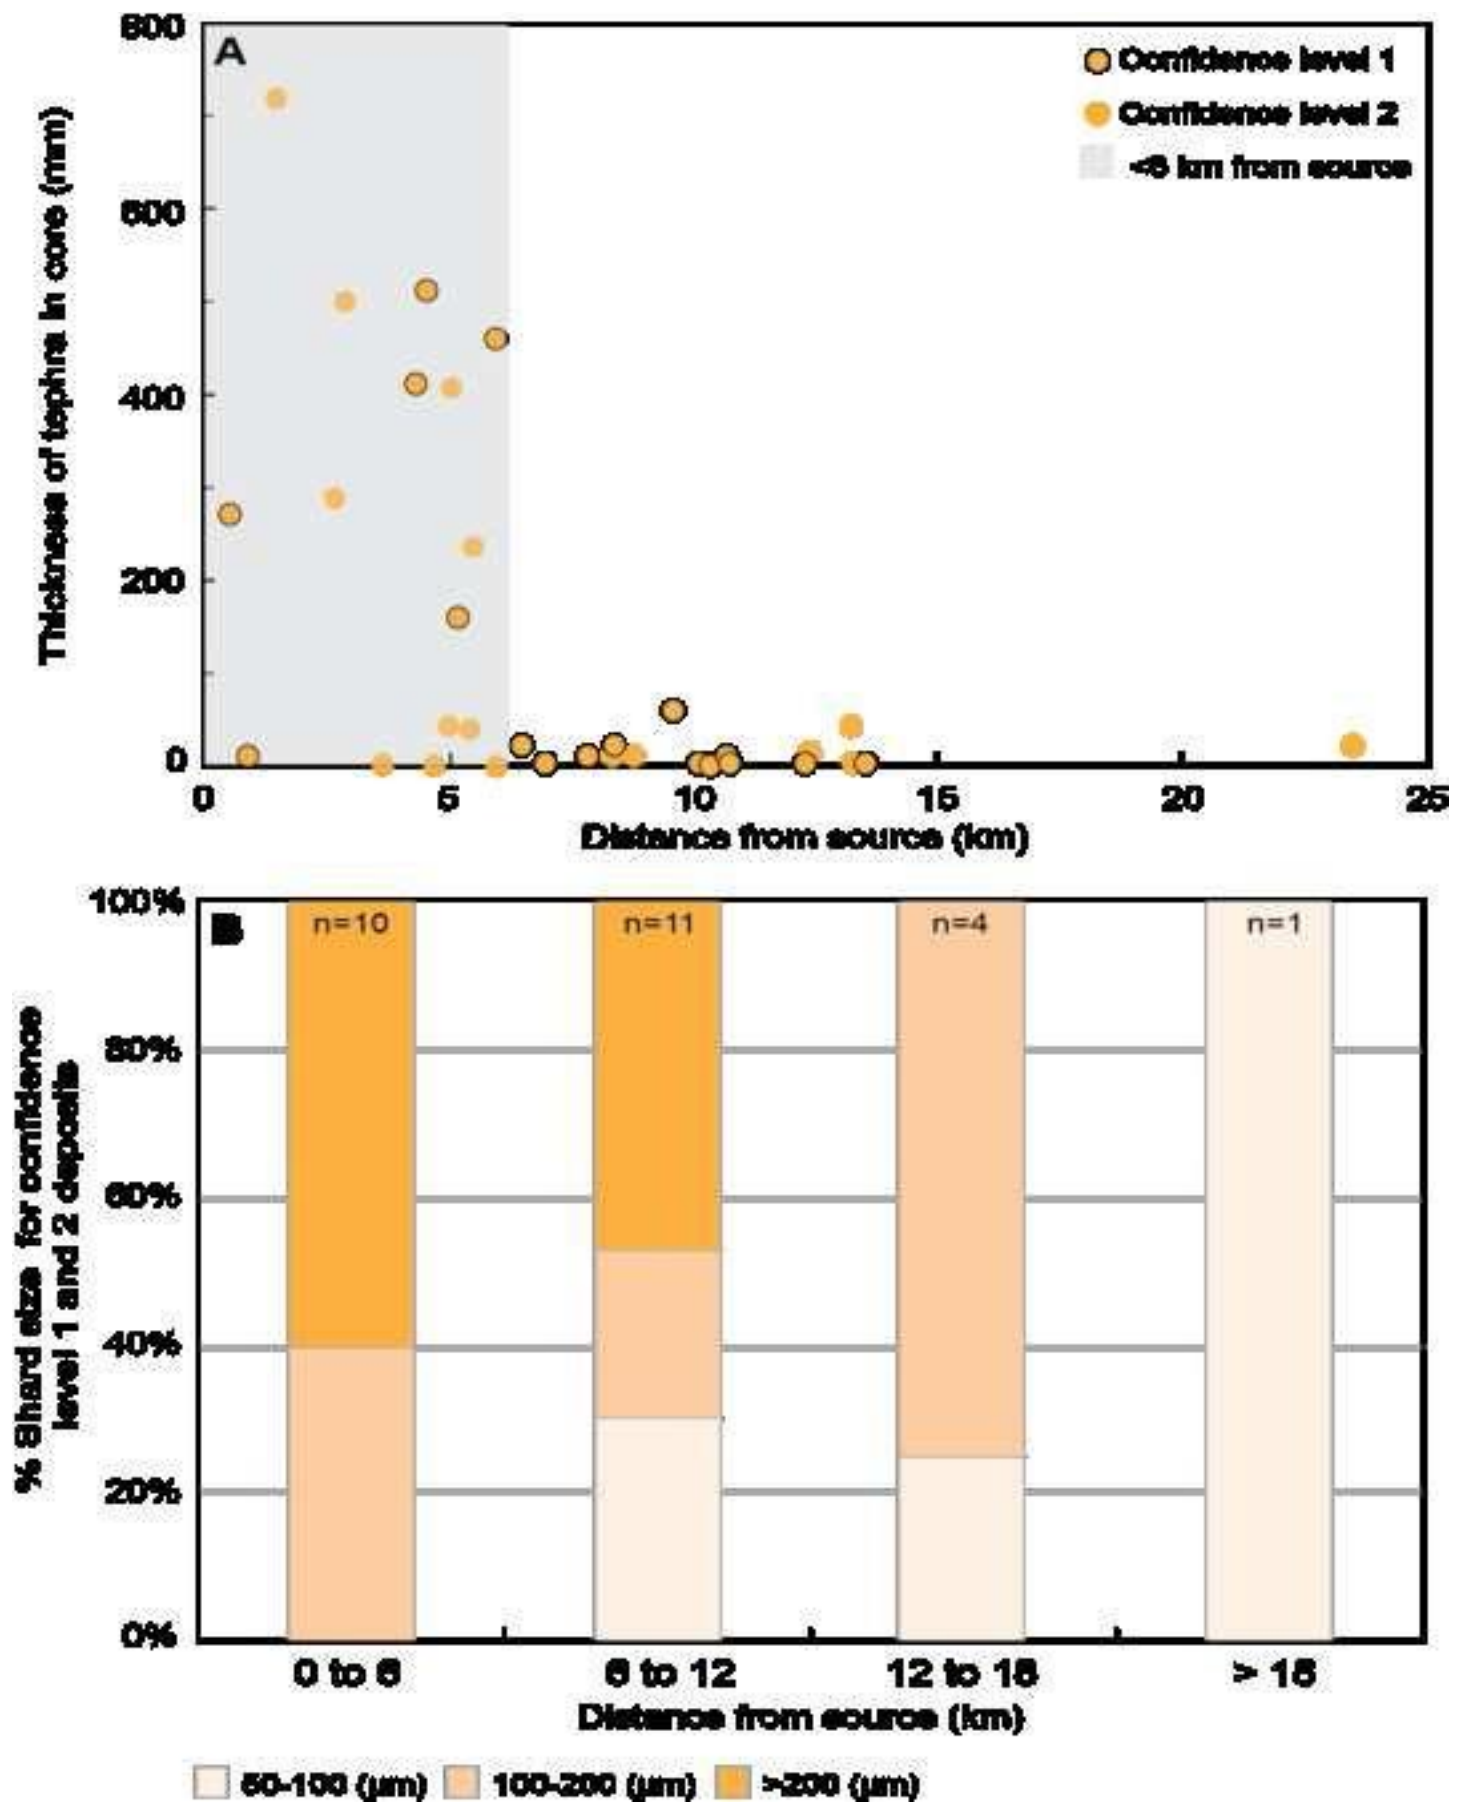 800
A
Confidence level 1
Confidence level 2
<6 km from source
600
400
200
0
Thickness of tephra in core (mm)
0 5 10 15 20 25
Distance from source (km)
100%
B
n=10 n=11 n=4 n=1
80%
60%
40%
20%
0%
% Shard size for confidence
level 1 and 2 deposits
0 to 6 6 to 12 12 to 18 > 18
Distance from source (km)
50-100 (µm) 100-200 (µm) >200 (µm)